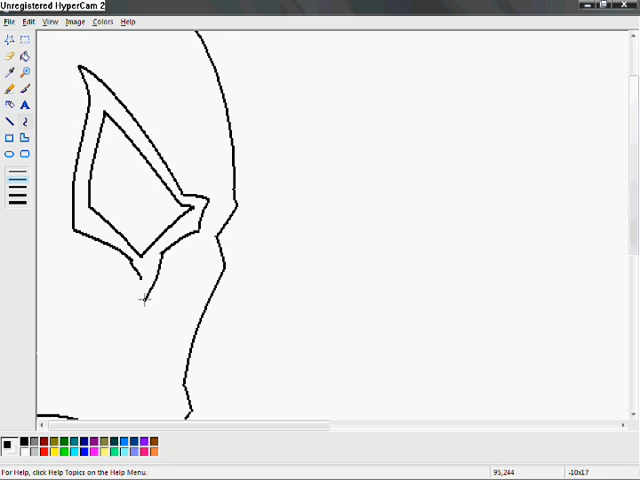 Unregistered HyperCam 2
File Edit View Image Colors Help
A
For Help, click Help Topics on the Help Menu.
95,244
-10x17